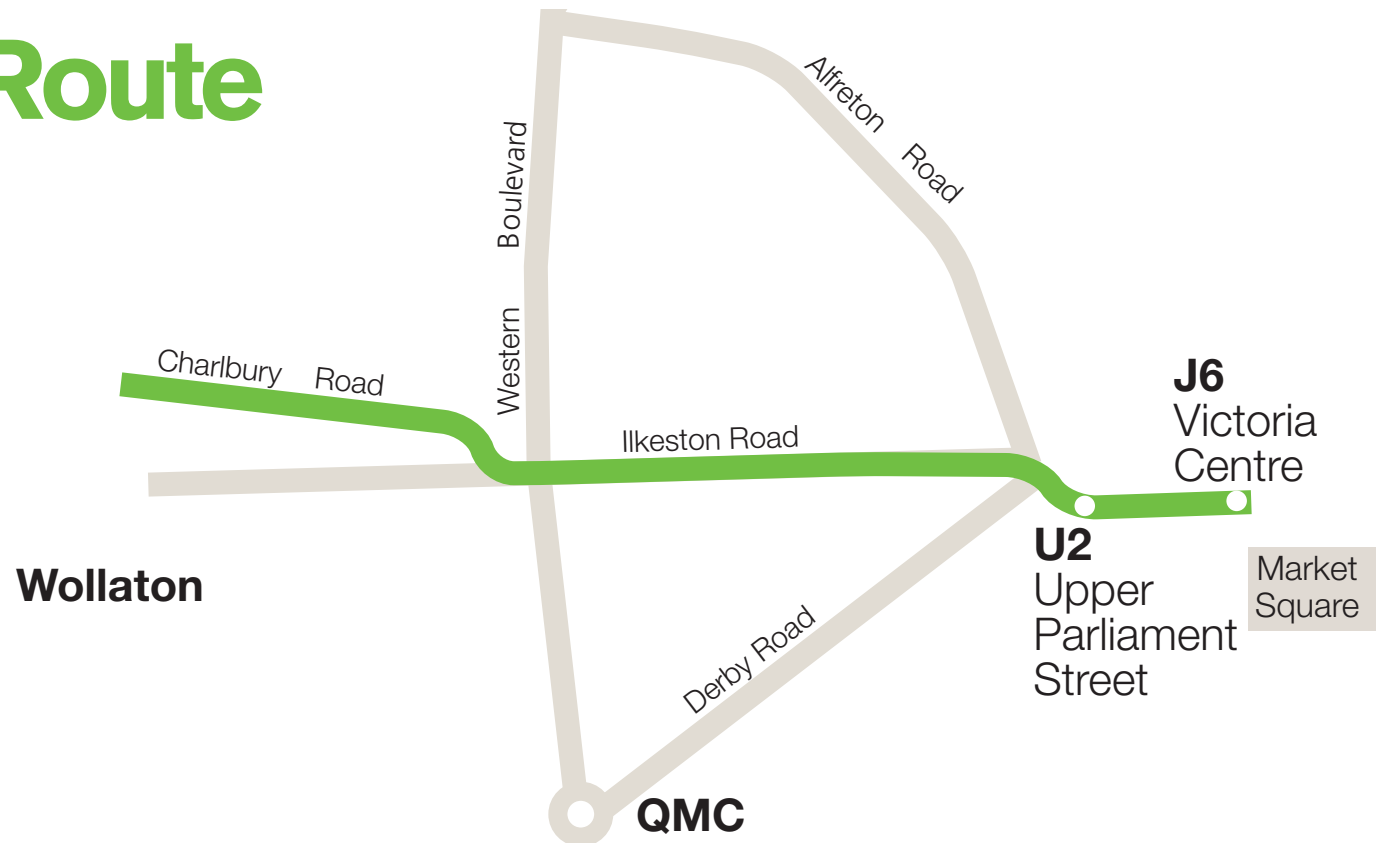 Route
Alfreton Road
Western Boulevard
Charlbury Road
Ilkeston Road
J6
Victoria
Centre
U2
Upper
Parliament
Street
Market
Square
Wollaton
Derby Road
QMC